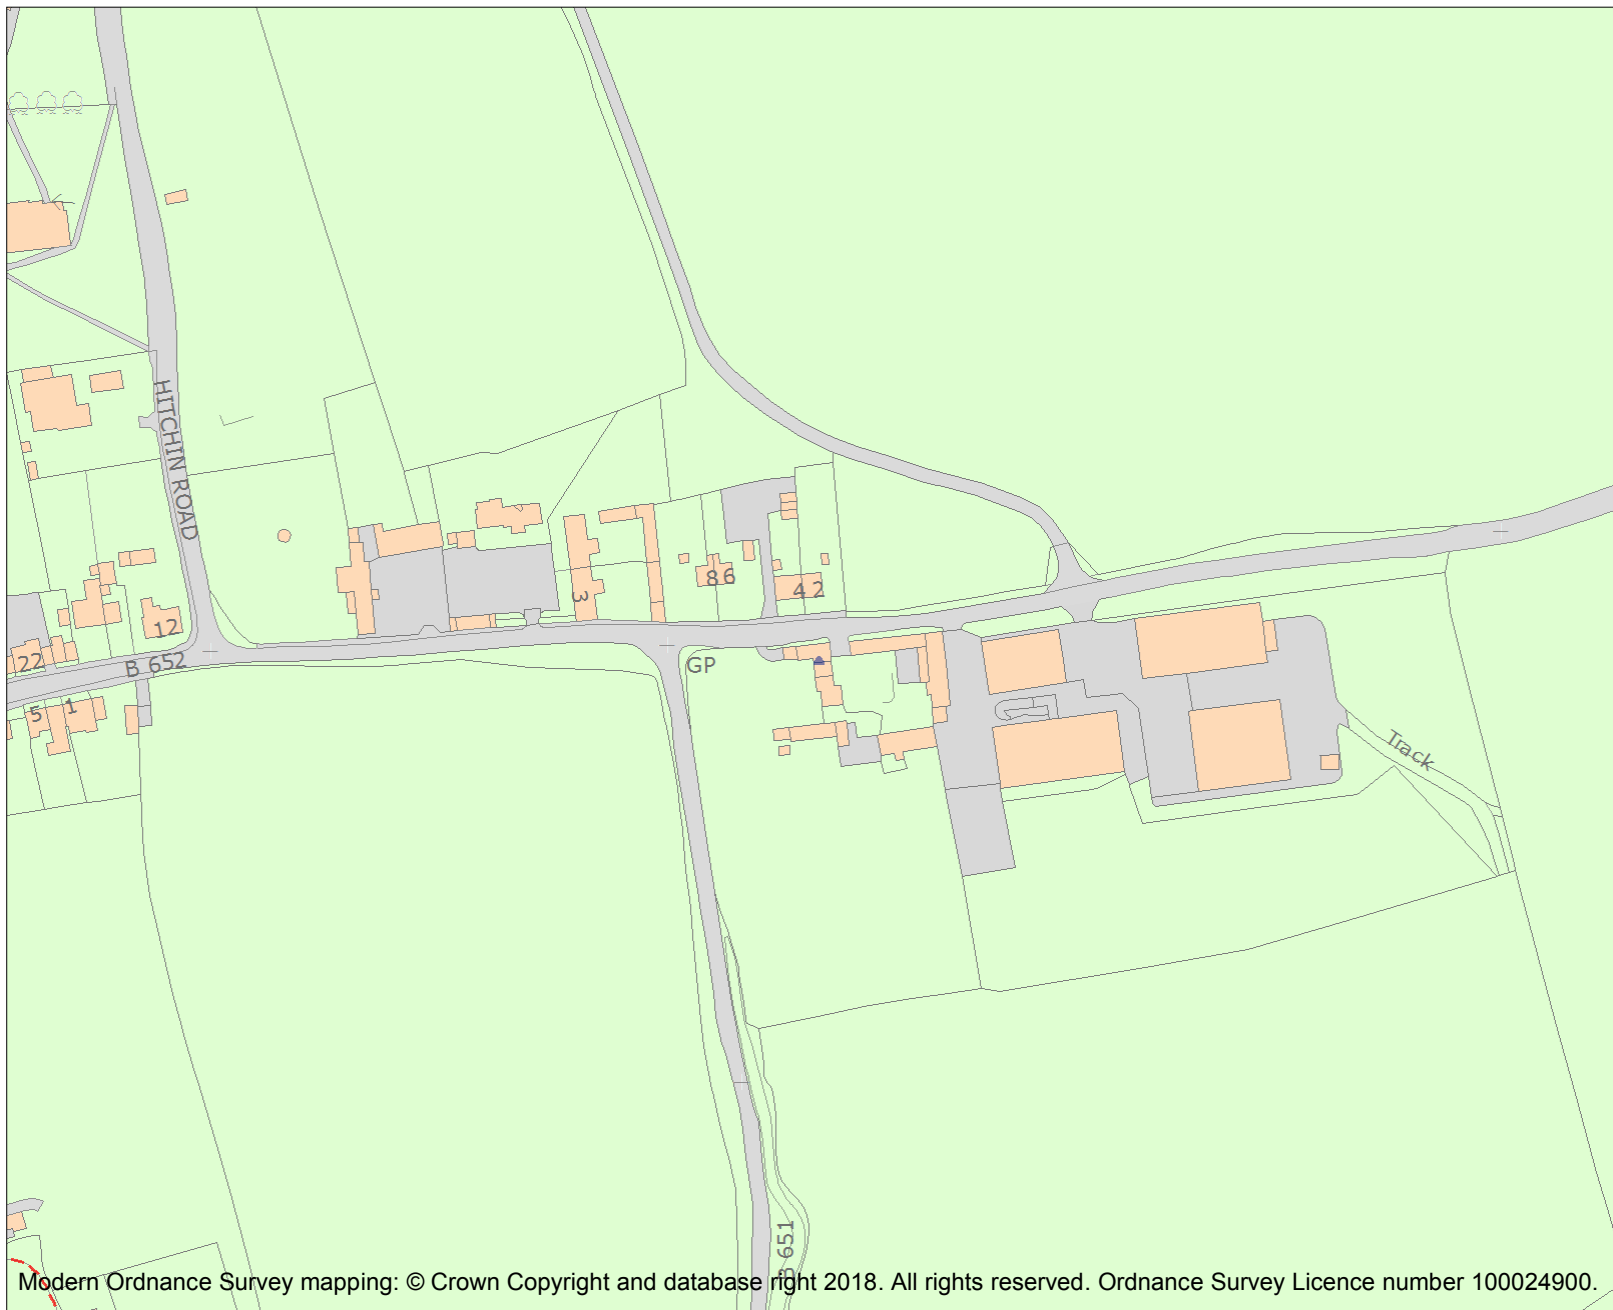 HITCHIN ROAD
3
8 6
4 2
12
22
B 652
GP
5
1
Track
B 651
Modern Ordnance Survey mapping: © Crown Copyright and database right 2018. All rights reserved. Ordnance Survey Licence number 100024900.